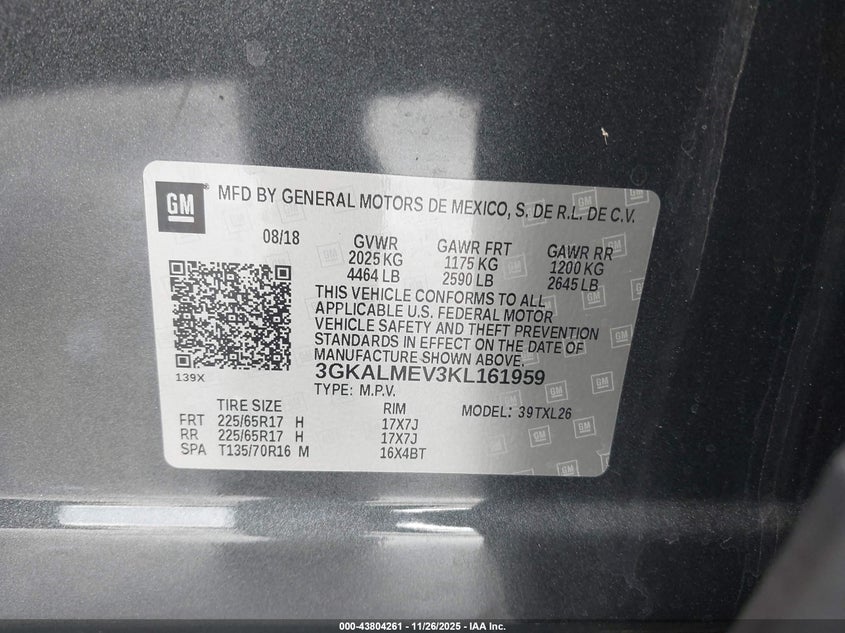 GM ® MFD BY GENERAL MOTORS DE MEXICO, S. DE R.L. DE C.V.
08/18 GVWR GAWR FRT GAWR RR
2025 KG 1175 KG 1200 KG
4464 LB 2590 LB 2645 LB
THIS VEHICLE CONFORMS TO ALL
APPLICABLE U.S. FEDERAL MOTOR
VEHICLE SAFETY AND THEFT PREVENTION
STANDARDS IN EFFECT ON THE DATE OF
MANUFACTURE SHOWN ABOVE.
3GKALMEV3KL161959
139X
TYPE: M.P.V.
TIRE SIZE RIM MODEL: 39TXL26
FRT 225/65R17 H 17X7J
RR 225/65R17 H 17X7J
SPA T135/70R16 M 16X4BT
000-43804261 - 11/26/2025 - IAA Inc.